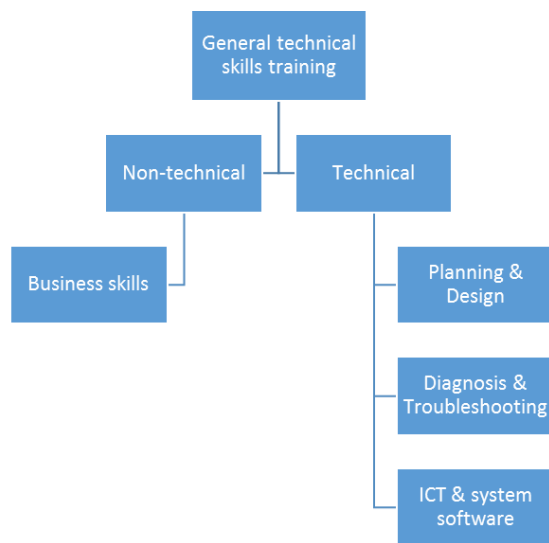 General technical
skills training
Non-technical
Technical
Business skills
Planning &
Design
Diagnosis &
Troubleshooting
ICT & system
software